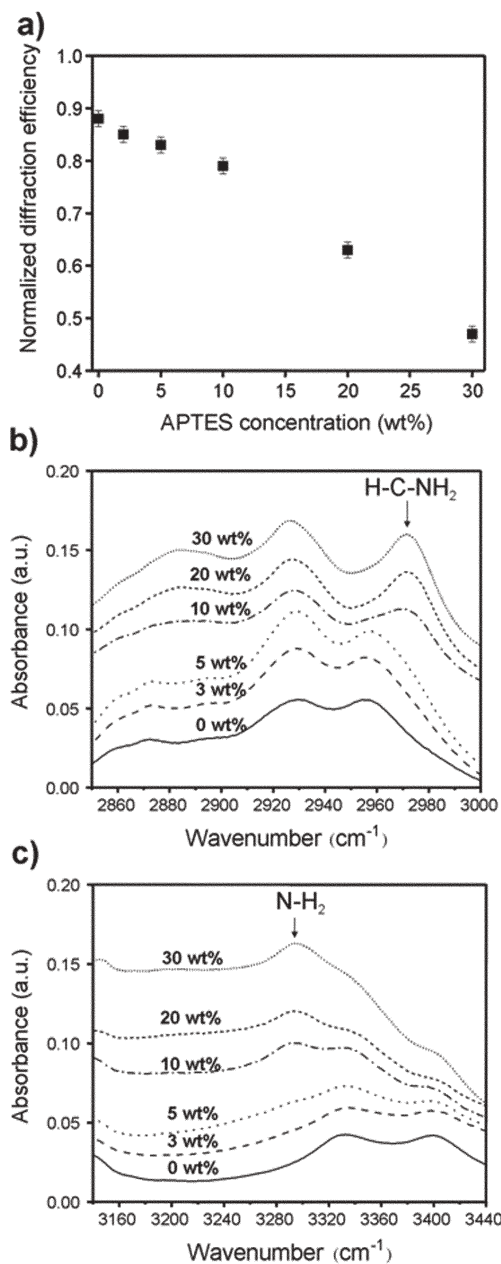 a)
1.0
0.9
0.8
0.7
0.6
0.5
0.4
Normalized diffraction efficiency
0 5 10 15 20 25 30
APTES concentration (wt%)
b)
0.20
0.15
0.10
0.05
0.00
Absorbance (a.u.)
H-C-NH₂
30 wt%
20 wt%
10 wt%
5 wt%
3 wt%
0 wt%
2860 2880 2900 2920 2940 2960 2980 3000
Wavenumber (cm⁻¹)
c)
0.20
0.15
0.10
0.05
0.00
Absorbance (a.u.)
N-H₂
30 wt%
20 wt%
10 wt%
5 wt%
3 wt%
0 wt%
3160 3200 3240 3280 3320 3360 3400 3440
Wavenumber (cm⁻¹)